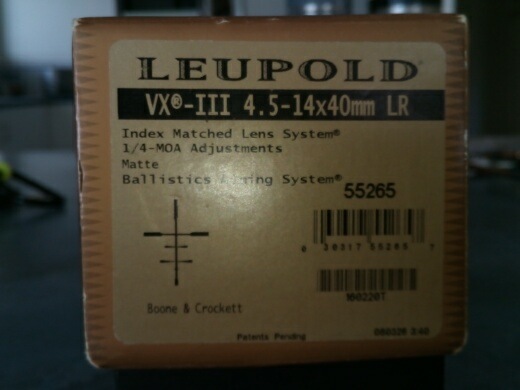 LEUPOLD
VX®-III 4.5-14x40mm LR
Index Matched Lens System®
1/4-MOA Adjustments
Matte
Ballistics Aiming System®
55265
0 30317 55265 7
160220T
Boone & Crockett
Patents Pending